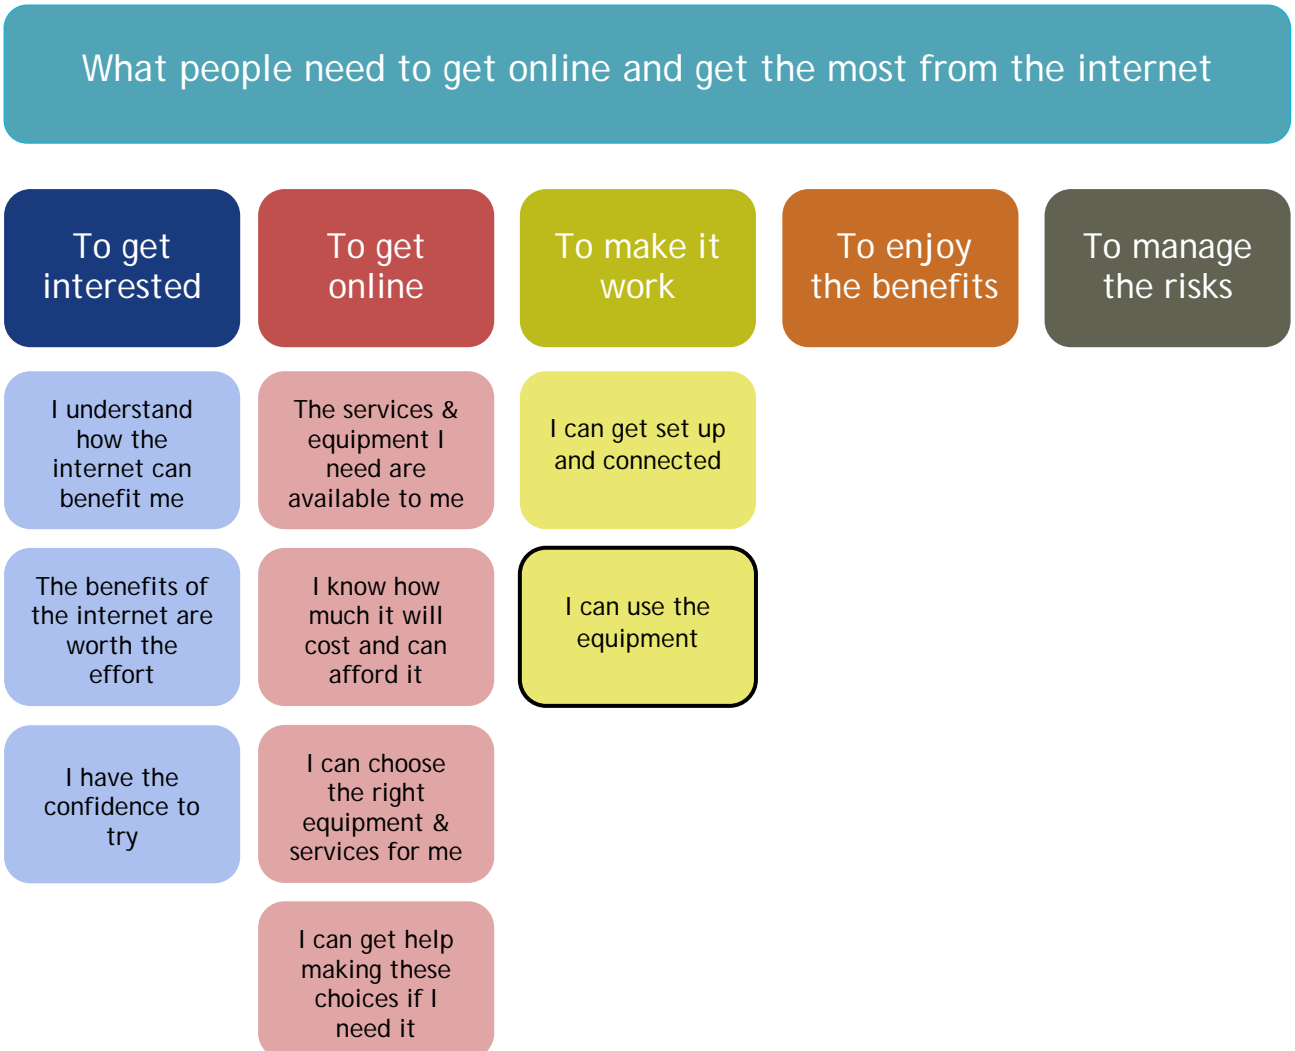 What people need to get online and get the most from the internet
To get
interested
To get
online
To make it
work
To enjoy
the benefits
To manage
the risks
I understand
how the
internet can
benefit me
The benefits of
the internet are
worth the
effort
I have the
confidence to
try
The services &
equipment I
need are
available to me
I know how
much it will
cost and can
afford it
I can choose
the right
equipment &
services for me
I can get help
making these
choices if I
need it
I can get set up
and connected
I can use the
equipment